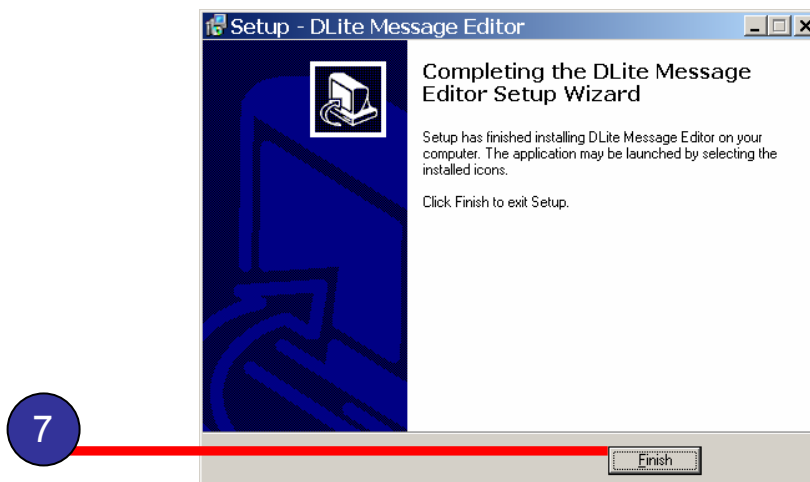 Setup - DLite Message Editor
Completing the DLite Message
Editor Setup Wizard
Setup has finished installing DLite Message Editor on your
computer. The application may be launched by selecting the
installed icons.
Click Finish to exit Setup.
7
Finish